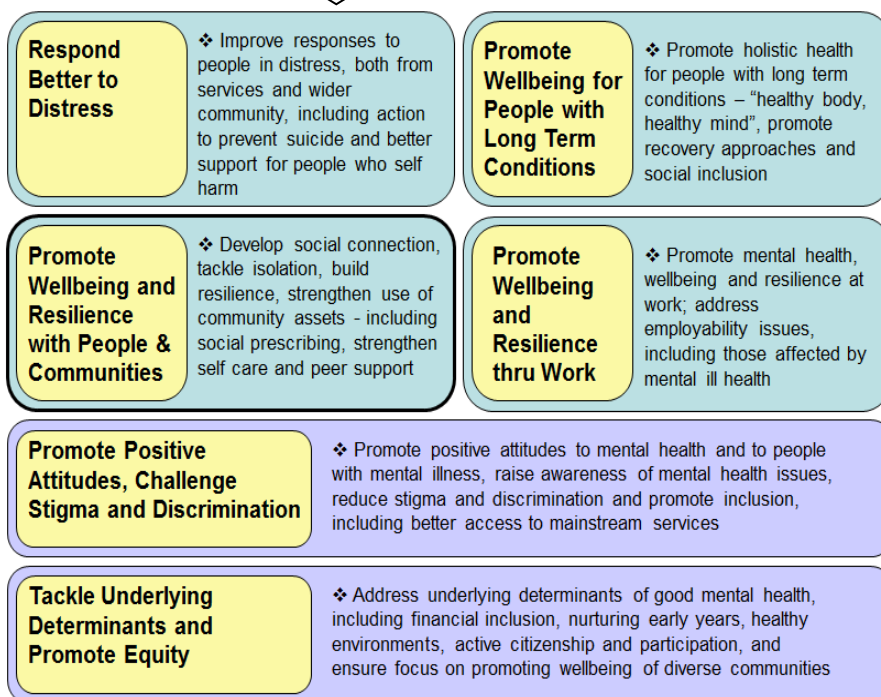 Respond
Better to
Distress
❖ Improve responses to
people in distress, both from
services and wider
community, including action
to prevent suicide and better
support for people who self
harm
Promote
Wellbeing for
People with
Long Term
Conditions
❖ Promote holistic health
for people with long term
conditions – “healthy body,
healthy mind”, promote
recovery approaches and
social inclusion
Promote
Wellbeing and
Resilience
with People &
Communities
❖ Develop social connection,
tackle isolation, build
resilience, strengthen use of
community assets - including
social prescribing, strengthen
self care and peer support
Promote
Wellbeing
and
Resilience
thru Work
❖ Promote mental health,
wellbeing and resilience at
work; address
employability issues,
including those affected by
mental ill health
Promote Positive
Attitudes, Challenge
Stigma and Discrimination
❖ Promote positive attitudes to mental health and to people
with mental illness, raise awareness of mental health issues,
reduce stigma and discrimination and promote inclusion,
including better access to mainstream services
Tackle Underlying
Determinants and
Promote Equity
❖ Address underlying determinants of good mental health,
including financial inclusion, nurturing early years, healthy
environments, active citizenship and participation, and
ensure focus on promoting wellbeing of diverse communities